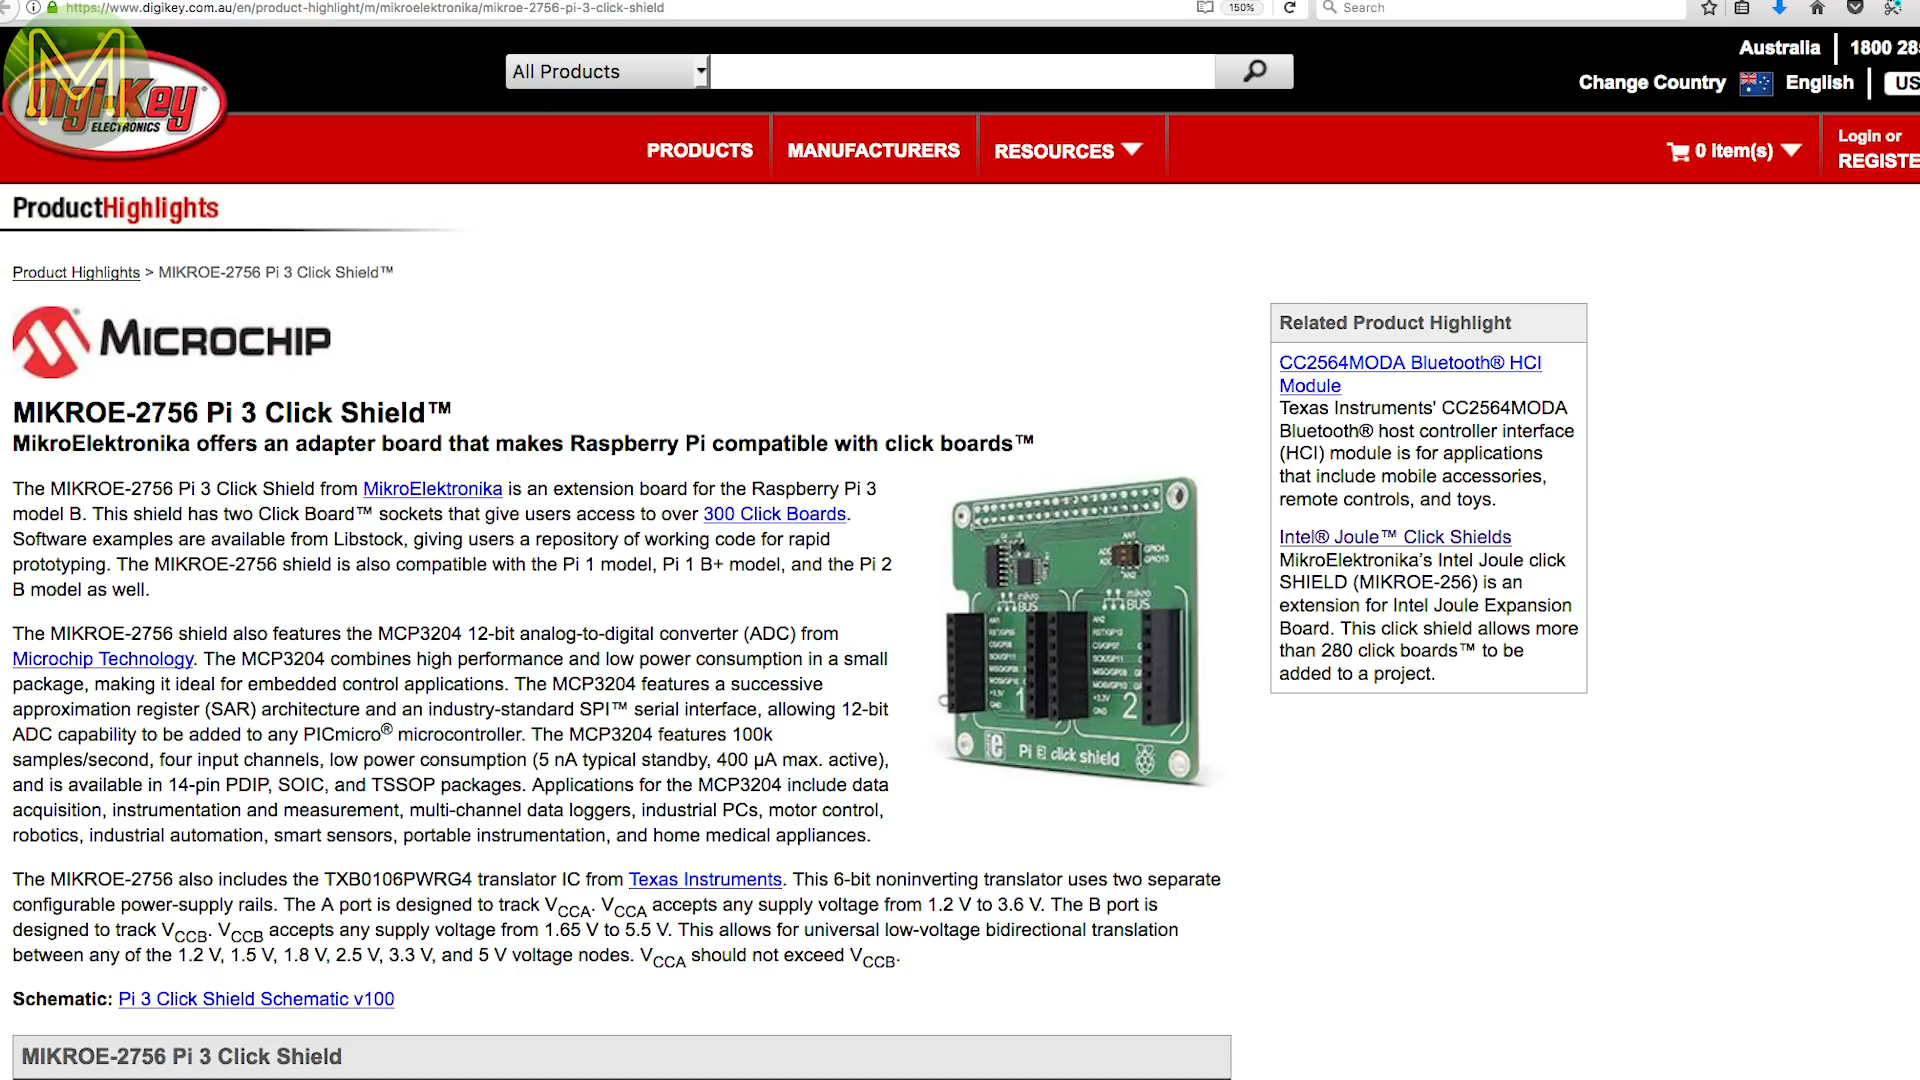 https://www.digikey.com.au/en/product-highlight/m/mikroelektronika/mikroe-2756-pi-3-click-shield
150%
Search
M
Digi-Key
ELECTRONICS
All Products
Australia
1800 28
Change Country
English
US
PRODUCTS
MANUFACTURERS
RESOURCES
0 item(s)
Login or
REGISTE
ProductHighlights
Product Highlights > MIKROE-2756 Pi 3 Click Shield™
MICROCHIP
MIKROE-2756 Pi 3 Click Shield™
MikroElektronika offers an adapter board that makes Raspberry Pi compatible with click boards™
The MIKROE-2756 Pi 3 Click Shield from MikroElektronika is an extension board for the Raspberry Pi 3
model B. This shield has two Click Board™ sockets that give users access to over 300 Click Boards.
Software examples are available from Libstock, giving users a repository of working code for rapid
prototyping. The MIKROE-2756 shield is also compatible with the Pi 1 model, Pi 1 B+ model, and the Pi 2
B model as well.
The MIKROE-2756 shield also features the MCP3204 12-bit analog-to-digital converter (ADC) from
Microchip Technology. The MCP3204 combines high performance and low power consumption in a small
package, making it ideal for embedded control applications. The MCP3204 features a successive
approximation register (SAR) architecture and an industry-standard SPI™ serial interface, allowing 12-bit
ADC capability to be added to any PICmicro® microcontroller. The MCP3204 features 100k
samples/second, four input channels, low power consumption (5 nA typical standby, 400 µA max. active),
and is available in 14-pin PDIP, SOIC, and TSSOP packages. Applications for the MCP3204 include data
acquisition, instrumentation and measurement, multi-channel data loggers, industrial PCs, motor control,
robotics, industrial automation, smart sensors, portable instrumentation, and home medical appliances.
mikro
BUS
mikro
BUS
1
2
Pi 3 click shield
The MIKROE-2756 also includes the TXB0106PWRG4 translator IC from Texas Instruments. This 6-bit noninverting translator uses two separate
configurable power-supply rails. The A port is designed to track VCCA. VCCA accepts any supply voltage from 1.2 V to 3.6 V. The B port is
designed to track VCCB. VCCB accepts any supply voltage from 1.65 V to 5.5 V. This allows for universal low-voltage bidirectional translation
between any of the 1.2 V, 1.5 V, 1.8 V, 2.5 V, 3.3 V, and 5 V voltage nodes. VCCA should not exceed VCCB.
Schematic: Pi 3 Click Shield Schematic v100
MIKROE-2756 Pi 3 Click Shield
Related Product Highlight
CC2564MODA Bluetooth® HCI
Module
Texas Instruments' CC2564MODA
Bluetooth® host controller interface
(HCI) module is for applications
that include mobile accessories,
remote controls, and toys.
Intel® Joule™ Click Shields
MikroElektronika’s Intel Joule click
SHIELD (MIKROE-256) is an
extension for Intel Joule Expansion
Board. This click shield allows more
than 280 click boards™ to be
added to a project.